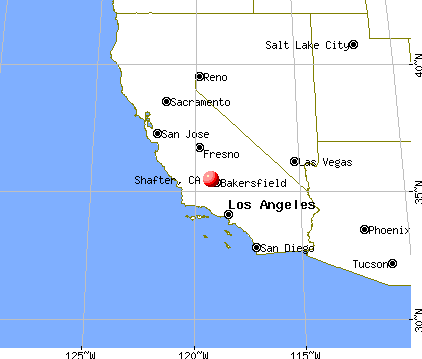 Salt Lake City
40°N
Reno
Sacramento
San Jose
Fresno
Las Vegas
Shafter, CA
Bakersfield
35°N
Los Angeles
Phoenix
San Diego
Tucson
30°N
125°W
120°W
115°W